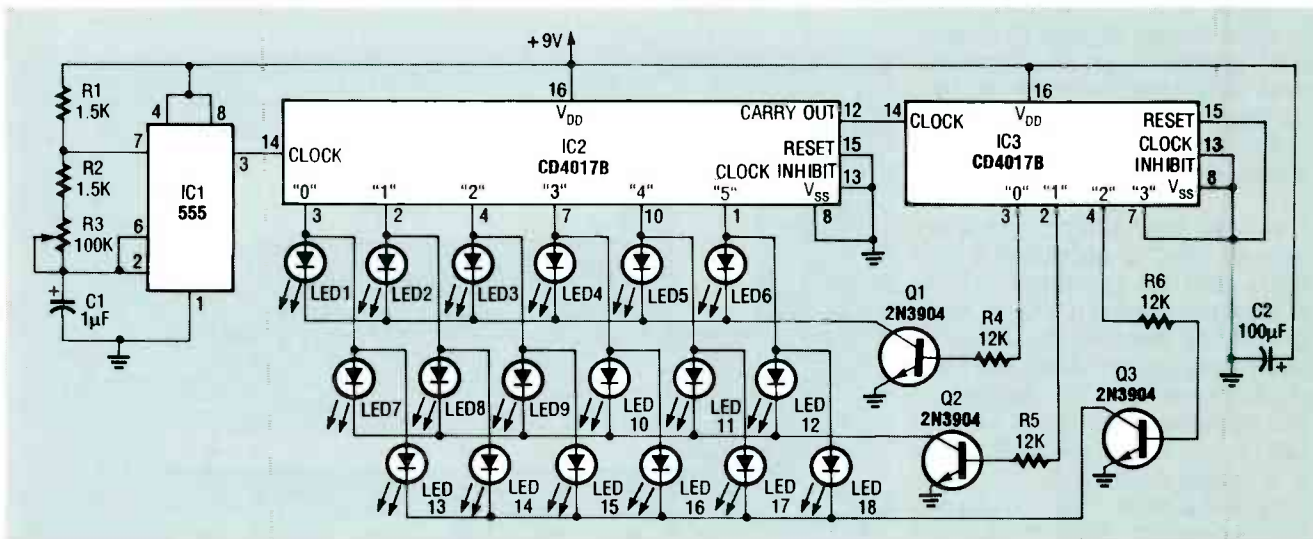 +9V
R1
1.5K
4
8
7
R2
1.5K
IC1
555
3
R3
100K
6
2
+
C1
1µF
1
16
VDD
14
CLOCK
IC2
CD4017B
CARRY OUT
12
RESET
15
CLOCK INHIBIT
13
VSS
8
"0"
"1"
"2"
"3"
"4"
"5"
3
2
4
7
10
1
14
CLOCK
16
VDD
IC3
CD4017B
RESET
15
CLOCK
INHIBIT
13
VSS
8
"0"
"1"
"2"
"3"
3
2
4
7
LED1
LED2
LED3
LED4
LED5
LED6
Q1
2N3904
R4
12K
R6
12K
C2
100µF
+
LED7
LED8
LED9
LED
10
LED
11
LED
12
Q2
2N3904
R5
12K
Q3
2N3904
LED
13
LED
14
LED
15
LED
16
LED
17
LED
18